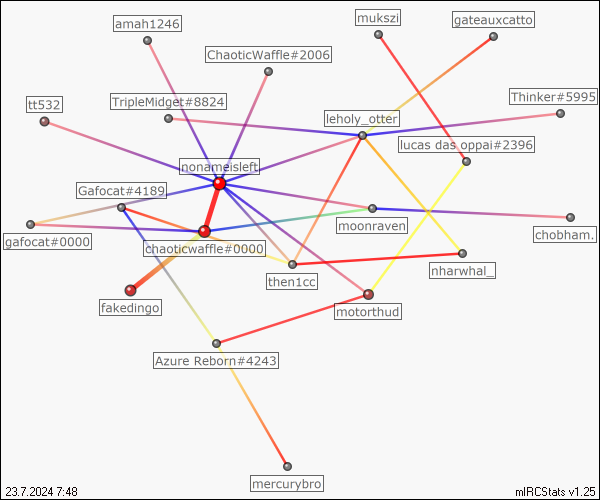 mukszi
gateauxcatto
amah1246
ChaoticWaffle#2006
tt532
TripleMidget#8824
Thinker#5995
leholy_otter
lucas das oppai#2396
nonameisleft
Gafocat#4189
gafocat#0000
chaoticwaffle#0000
moonraven
chobham.
nharwhal_
then1cc
fakedingo
motorthud
Azure Reborn#4243
mercurybro
23.7.2024 7:48
mIRCStats v1.25